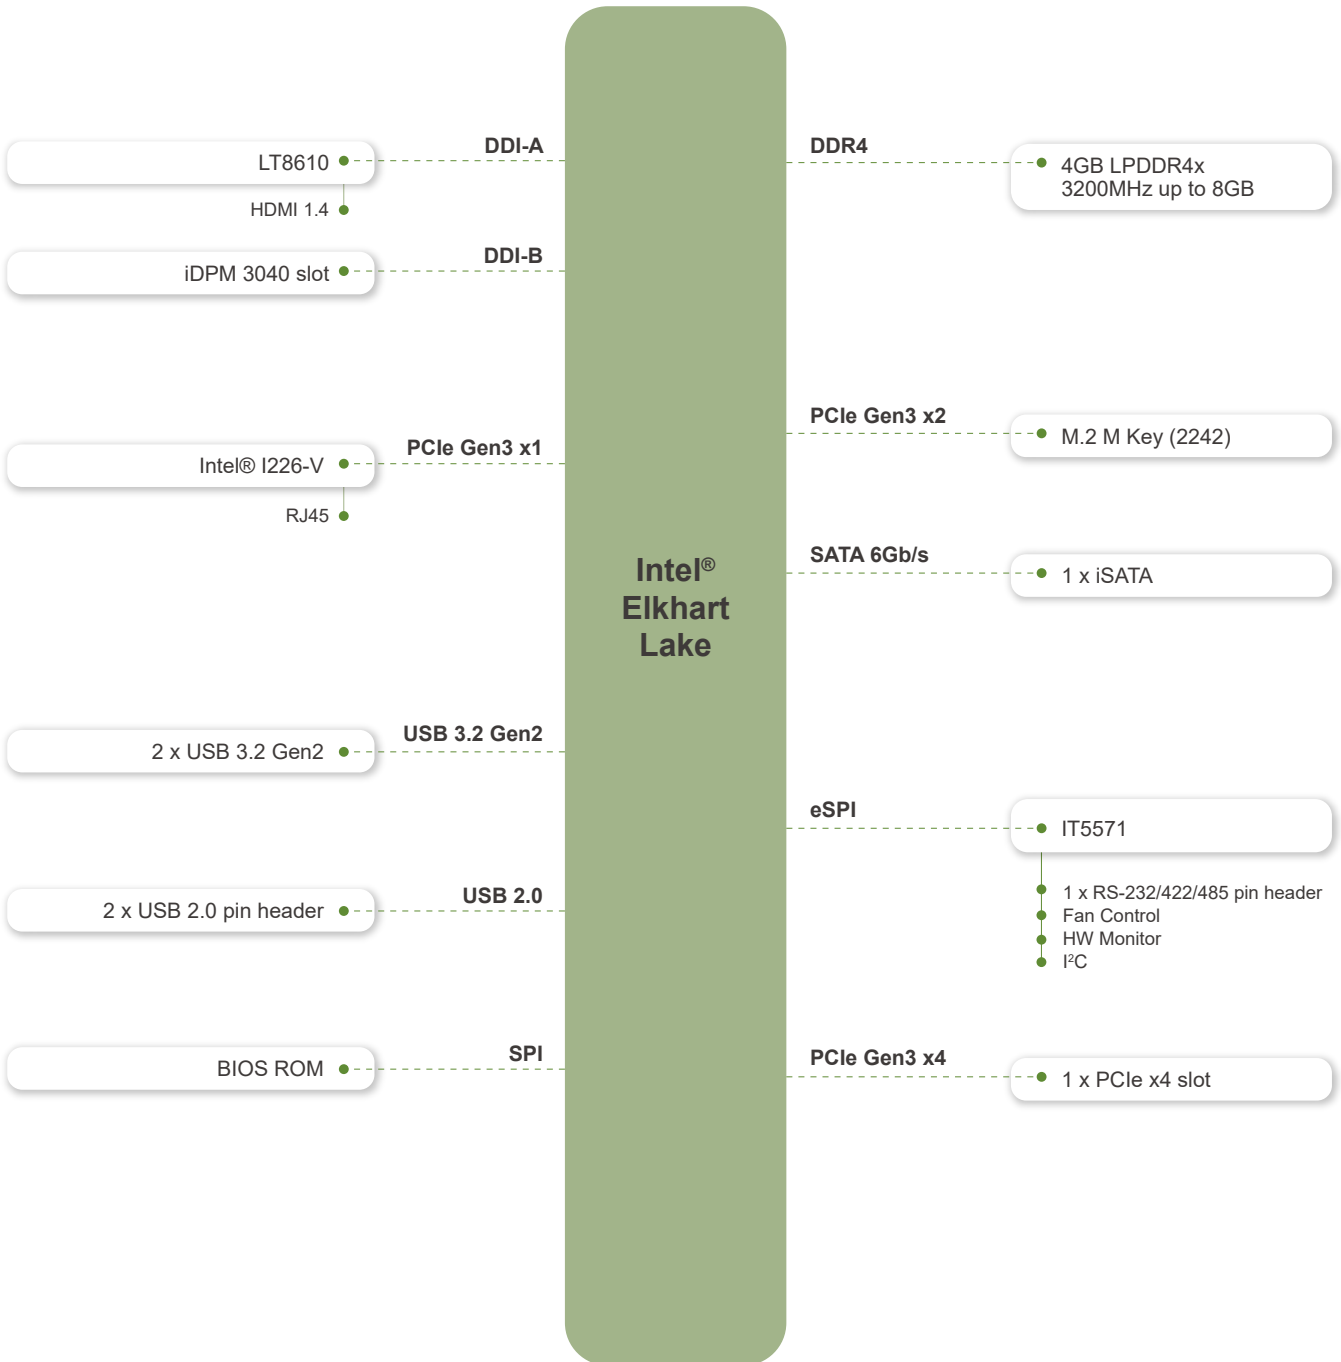 DDI-A
LT8610
HDMI 1.4
DDI-B
iDPM 3040 slot
PCIe Gen3 x1
Intel® I226-V
RJ45
USB 3.2 Gen2
2 x USB 3.2 Gen2
USB 2.0
2 x USB 2.0 pin header
SPI
BIOS ROM
Intel®
Elkhart
Lake
DDR4
4GB LPDDR4x
3200MHz up to 8GB
PCIe Gen3 x2
M.2 M Key (2242)
SATA 6Gb/s
1 x iSATA
eSPI
IT5571
1 x RS-232/422/485 pin header
Fan Control
HW Monitor
I²C
PCIe Gen3 x4
1 x PCIe x4 slot